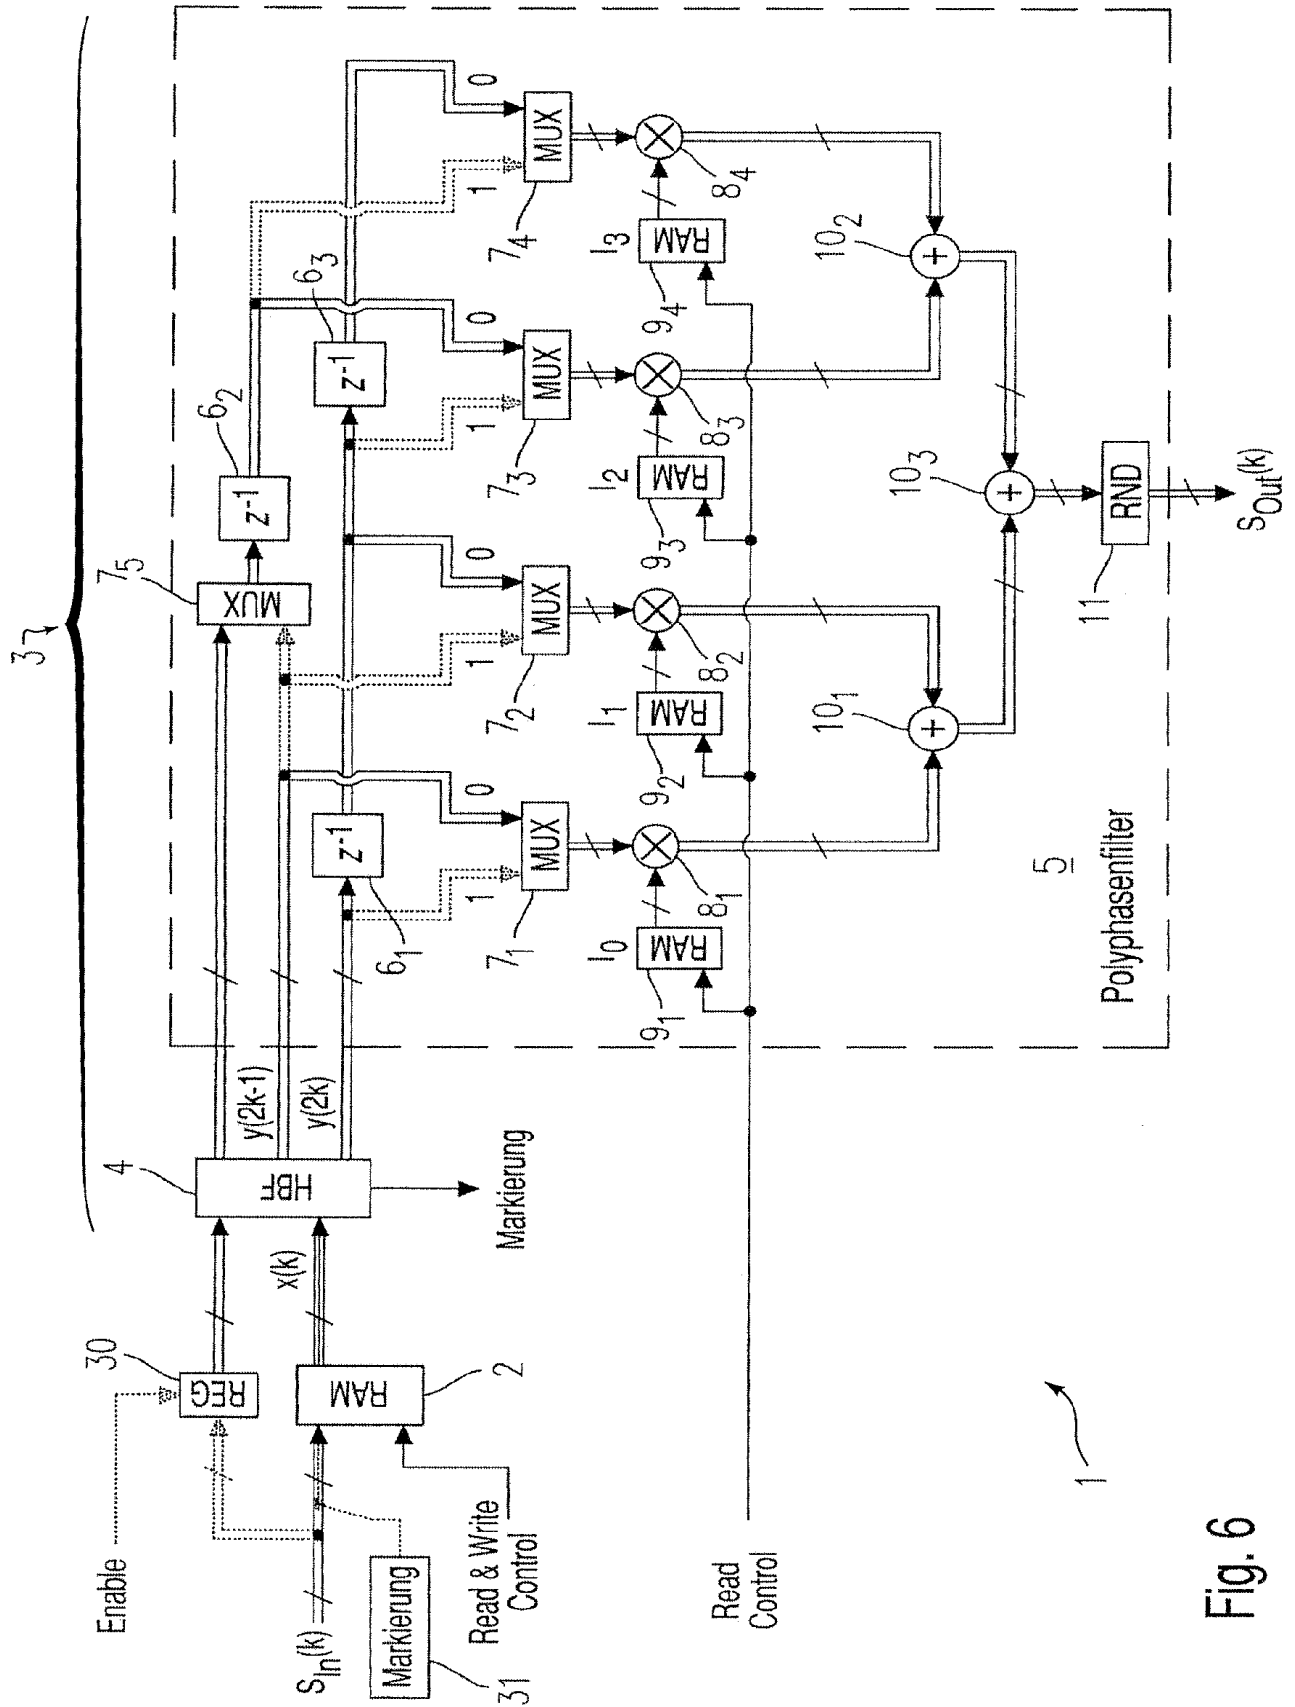 3
Enable
30
REG
S_In(k)
Markierung
31
RAM
2
Read & Write
Control
x(k)
4
HBF
Markierung
y(2k-1)
y(2k)
7_5
MUX
6_2
z^-1
6_1
z^-1
6_3
z^-1
1
0
1
0
1
0
1
0
7_1
MUX
7_2
MUX
7_3
MUX
7_4
MUX
I_0
RAM
9_1
8_1
I_1
RAM
9_2
8_2
I_2
RAM
9_3
8_3
I_3
RAM
9_4
8_4
Read
Control
10_1
+
10_2
+
10_3
+
11
RND
S_Out(k)
5
Polyphasenfilter
1
Fig. 6